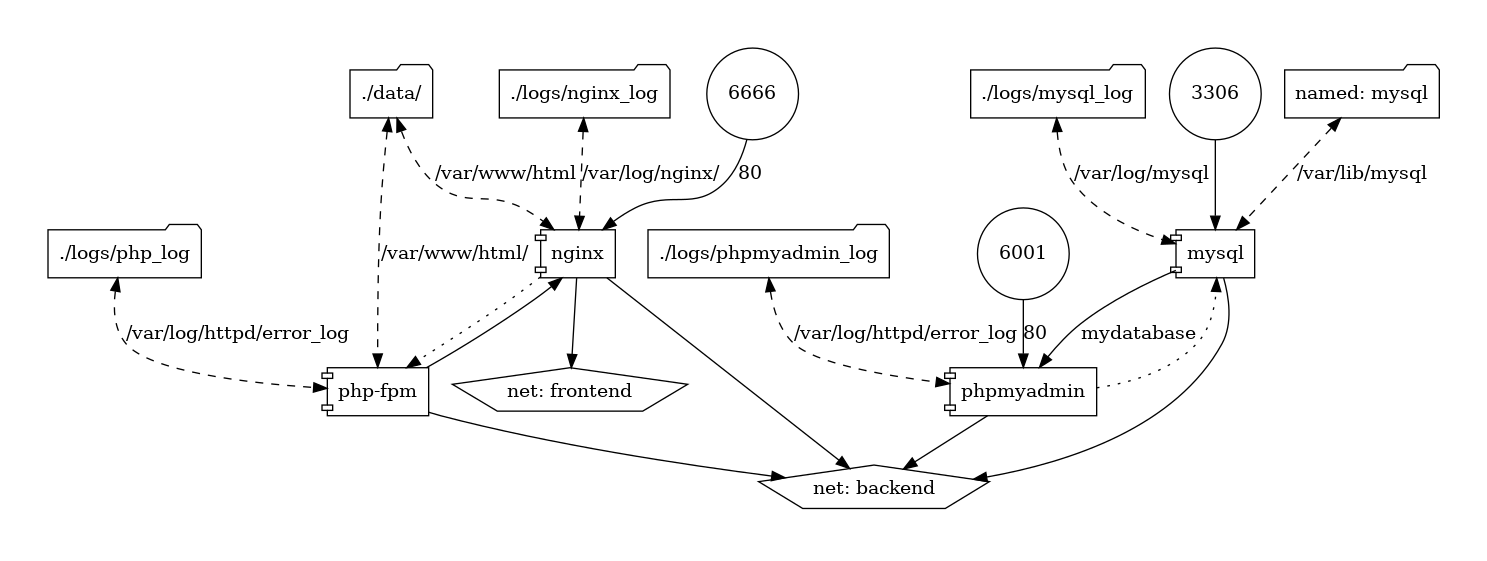 ./data/
./logs/nginx_log
6666
./logs/mysql_log
3306
named: mysql
/var/www/html
/var/log/nginx/
80
/var/log/mysql
/var/lib/mysql
./logs/php_log
/var/www/html/
nginx
./logs/phpmyadmin_log
6001
mysql
/var/log/httpd/error_log
/var/log/httpd/error_log
80
mydatabase
php-fpm
net: frontend
phpmyadmin
net: backend